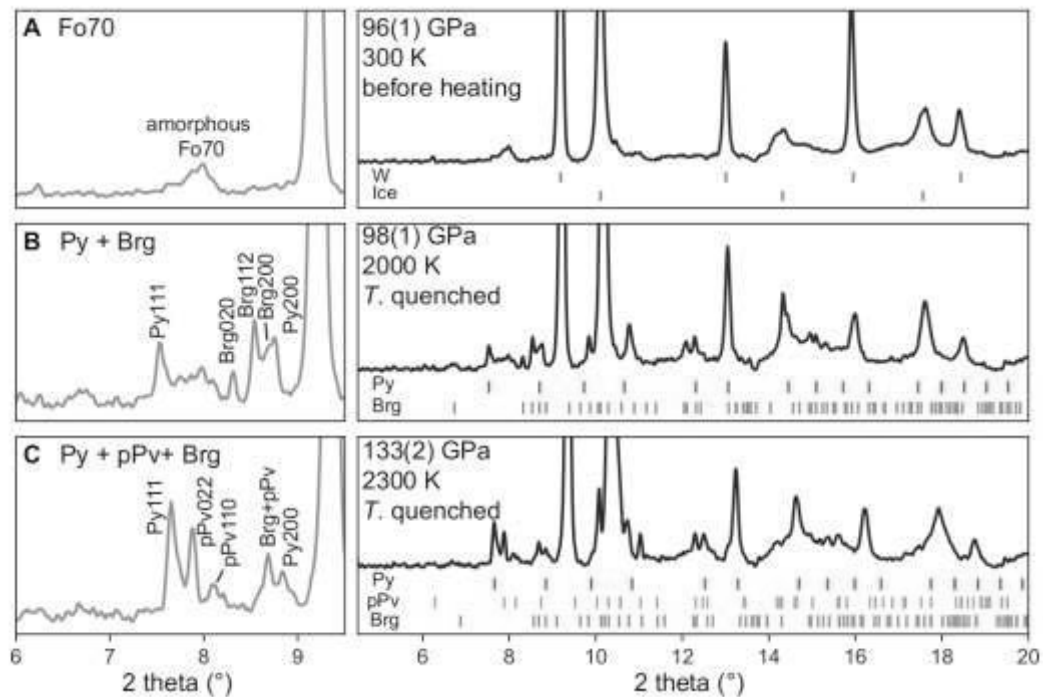 A Fo70
amorphous
Fo70
96(1) GPa
300 K
before heating
W
Ice
B Py + Brg
Py111
Brg020
Brg112
Brg200
Py200
98(1) GPa
2000 K
T. quenched
Py
Brg
C Py + pPv+ Brg
Py111
pPv022
pPv110
Brg+pPv
Py200
133(2) GPa
2300 K
T. quenched
Py
pPv
Brg
6 7 8 9
2 theta (°)
6 8 10 12 14 16 18 20
2 theta (°)